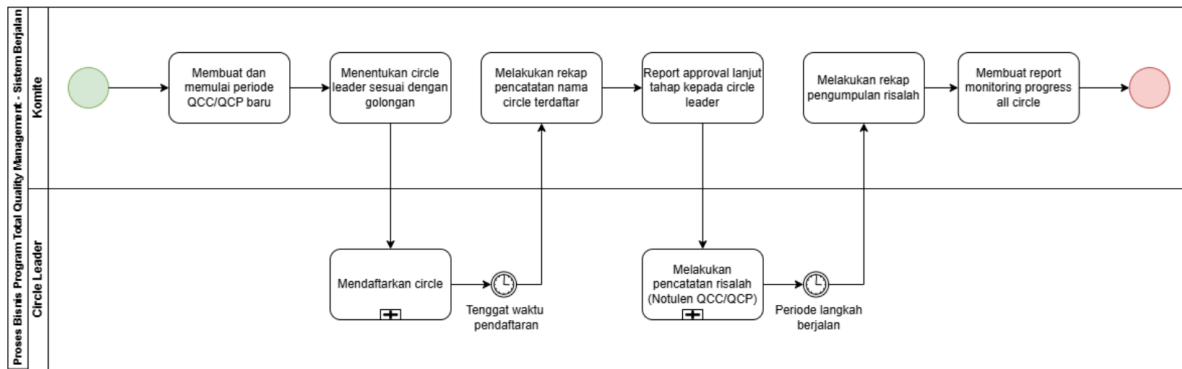 Proses Bisnis Program Total Quality Management - Sistem Berjalan
Komite
Membuat dan
memulai periode
QCC/QCP baru
Menentukan circle
leader sesuai dengan
golongan
Melakukan rekap
pencatatan nama
circle terdaftar
Report approval lanjut
tahap kepada circle
leader
Melakukan rekap
pengumpulan risalah
Membuat report
monitoring progress
all circle
Circle Leader
Mendaftarkan circle
Tenggat waktu
pendaftaran
Melakukan
pencatatan risalah
(Notulen QCC/QCP)
Periode langkah
berjalan